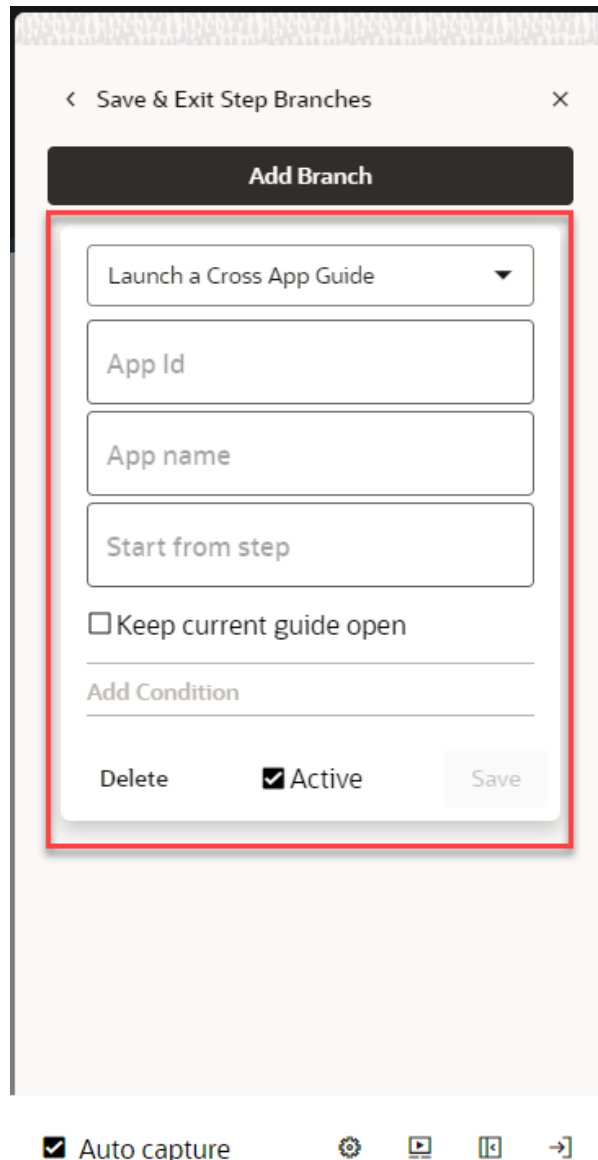 Save & Exit Step Branches
Add Branch
Launch a Cross App Guide
App Id
App name
Start from step
Keep current guide open
Add Condition
Delete Active Save
Auto capture